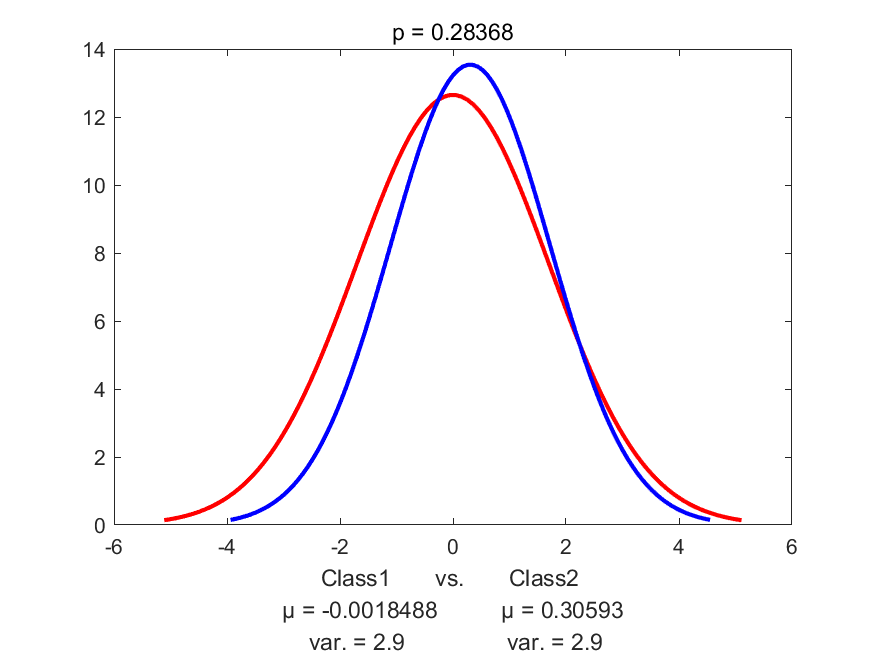 p = 0.28368
14
12
10
8
6
4
2
0
-6 -4 -2 0 2 4 6
Class1 vs. Class2
μ = -0.0018488 μ = 0.30593
var. = 2.9 var. = 2.9